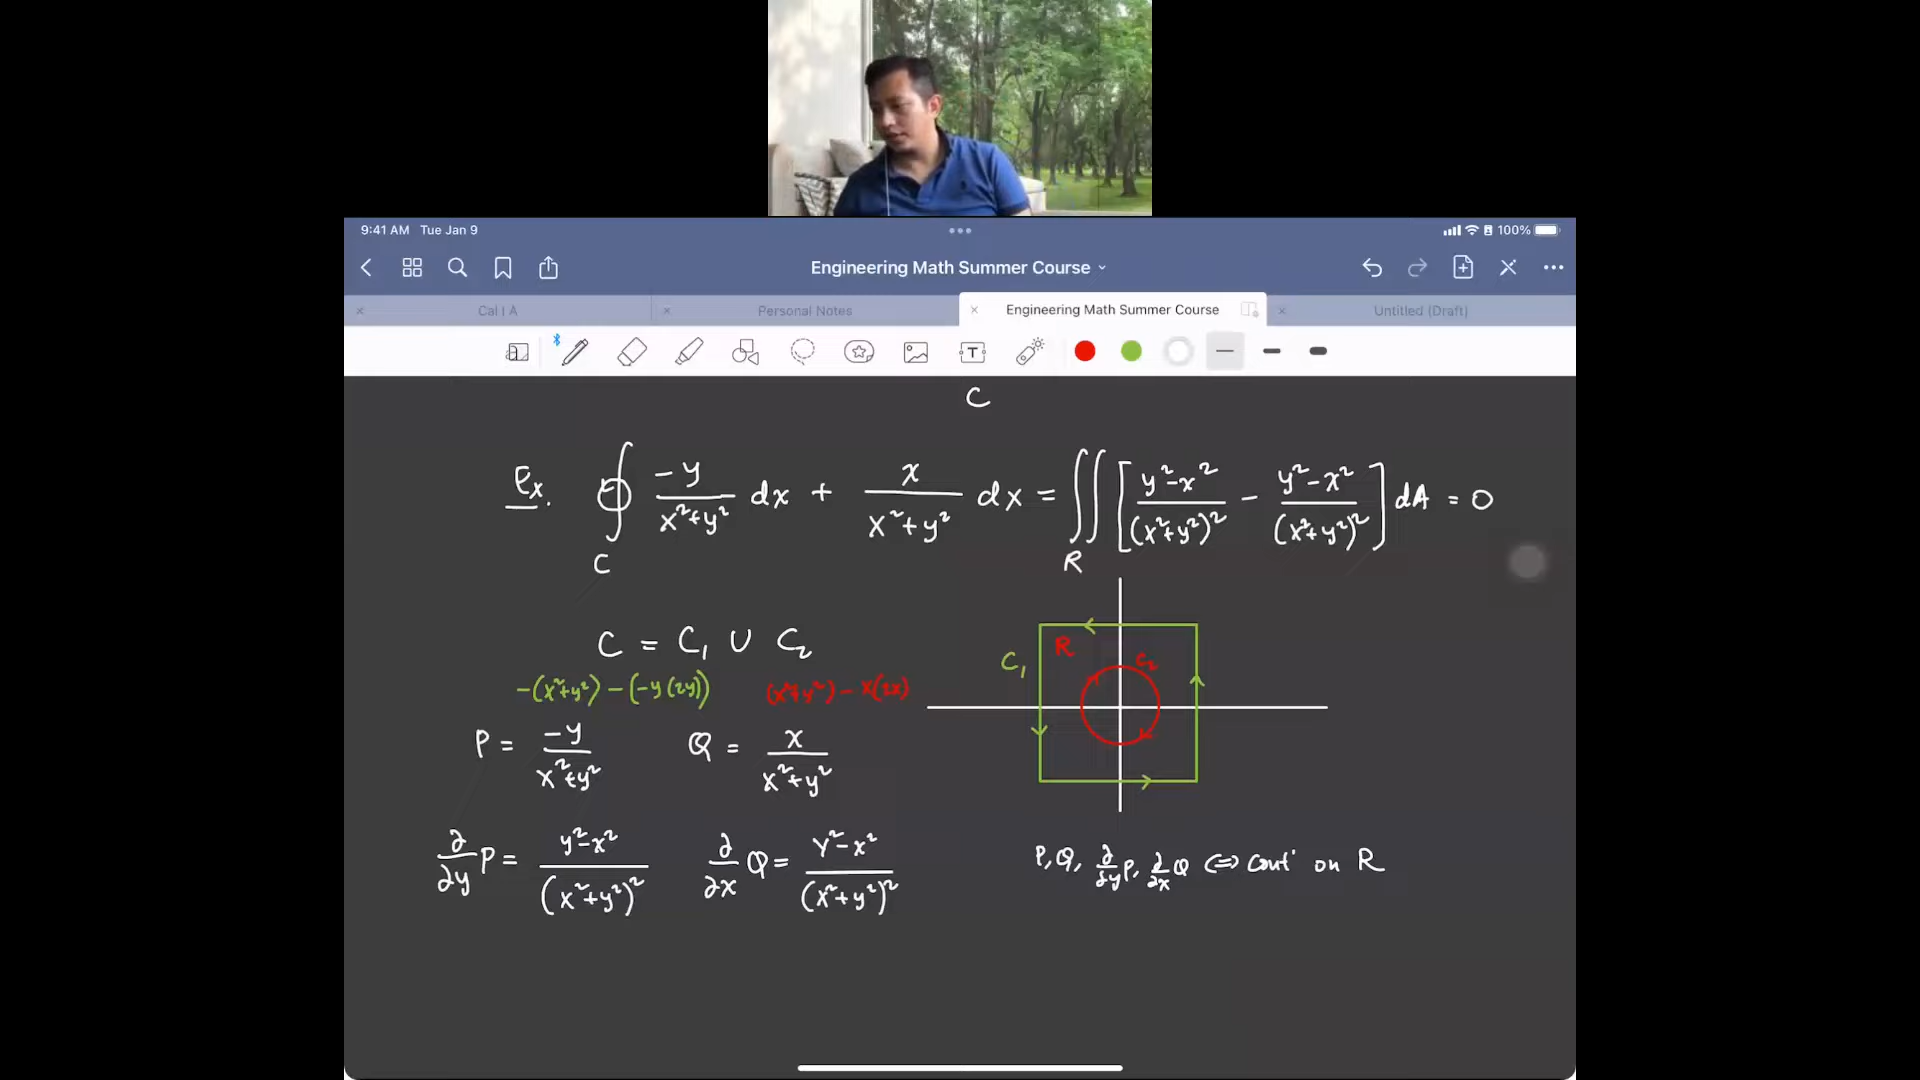 9:41 AM Tue Jan 9
100%
Engineering Math Summer Course
Cal I A
Personal Notes
Engineering Math Summer Course
Untitled (Draft)
T
C
Ex. ∮_C -y/(x²+y²) dx + x/(x²+y²) dx = ∬_R [ (y²-x²)/(x²+y²)² - (y²-x²)/(x²+y²)² ] dA = 0
C = C₁ ∪ C₂
-(x²+y²) - (-y(2y))
(x²+y²) - x(2x)
P = -y/(x²+y²)
Q = x/(x²+y²)
∂/∂y P = (y²-x²)/(x²+y²)²
∂/∂x Q = (y²-x²)/(x²+y²)²
C₁
R
C₂
P, Q, ∂/∂y P, ∂/∂x Q ⇔ cont' on R